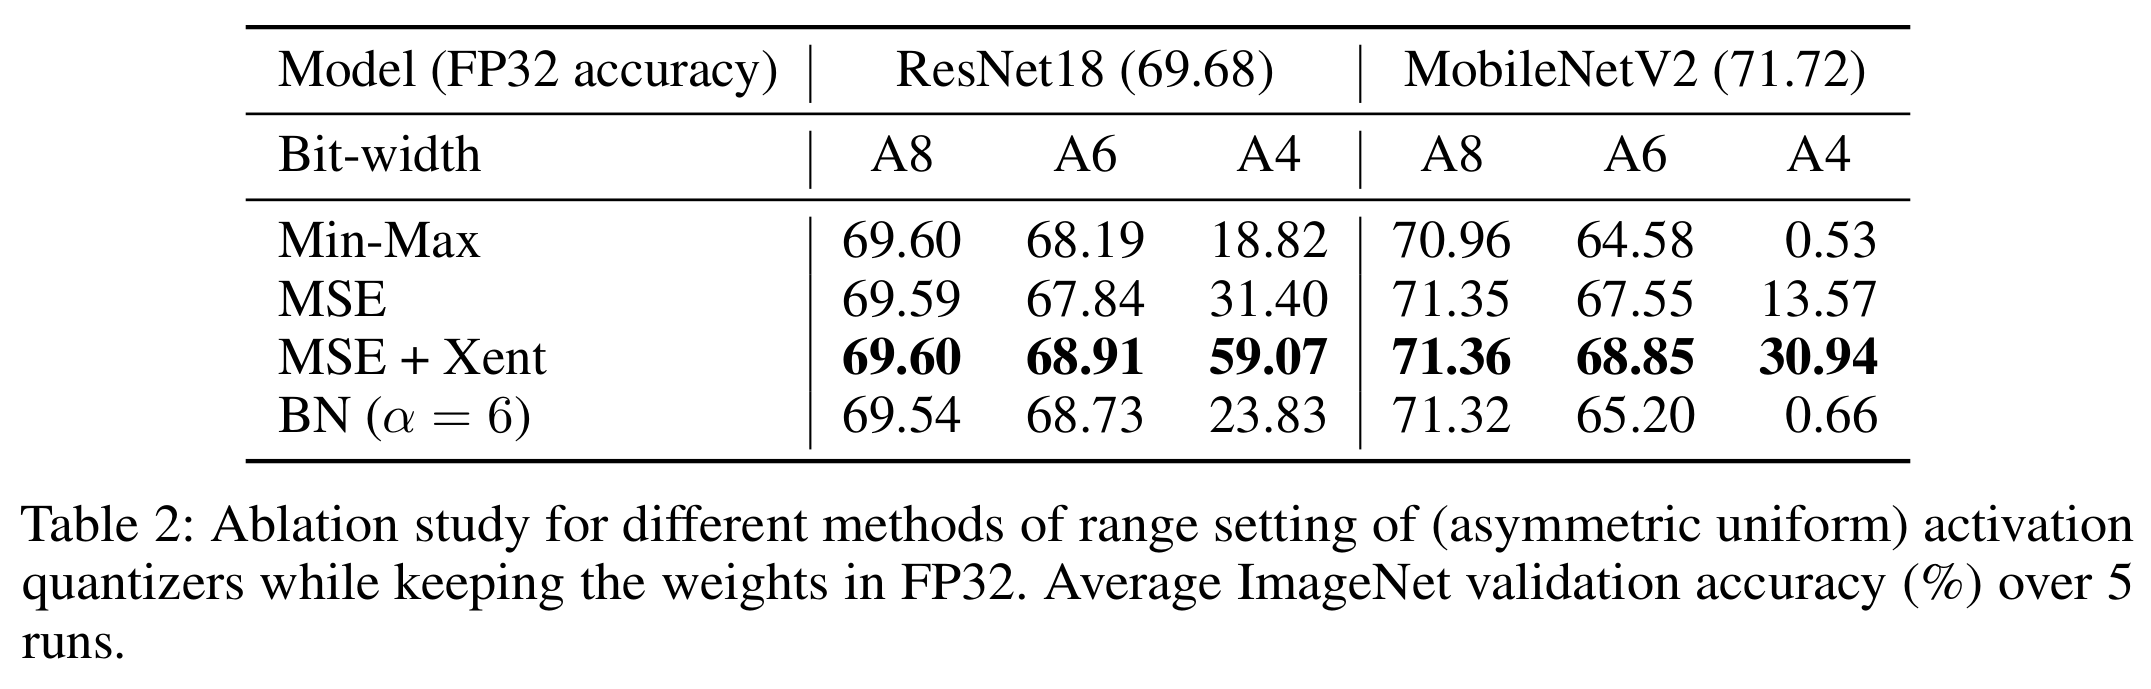 Model (FP32 accuracy) ResNet18 (69.68) MobileNetV2 (71.72)
Bit-width A8 A6 A4 A8 A6 A4
Min-Max 69.60 68.19 18.82 70.96 64.58 0.53
MSE 69.59 67.84 31.40 71.35 67.55 13.57
MSE + Xent 69.60 68.91 59.07 71.36 68.85 30.94
BN (α = 6) 69.54 68.73 23.83 71.32 65.20 0.66
Table 2: Ablation study for different methods of range setting of (asymmetric uniform) activation
quantizers while keeping the weights in FP32. Average ImageNet validation accuracy (%) over 5
runs.